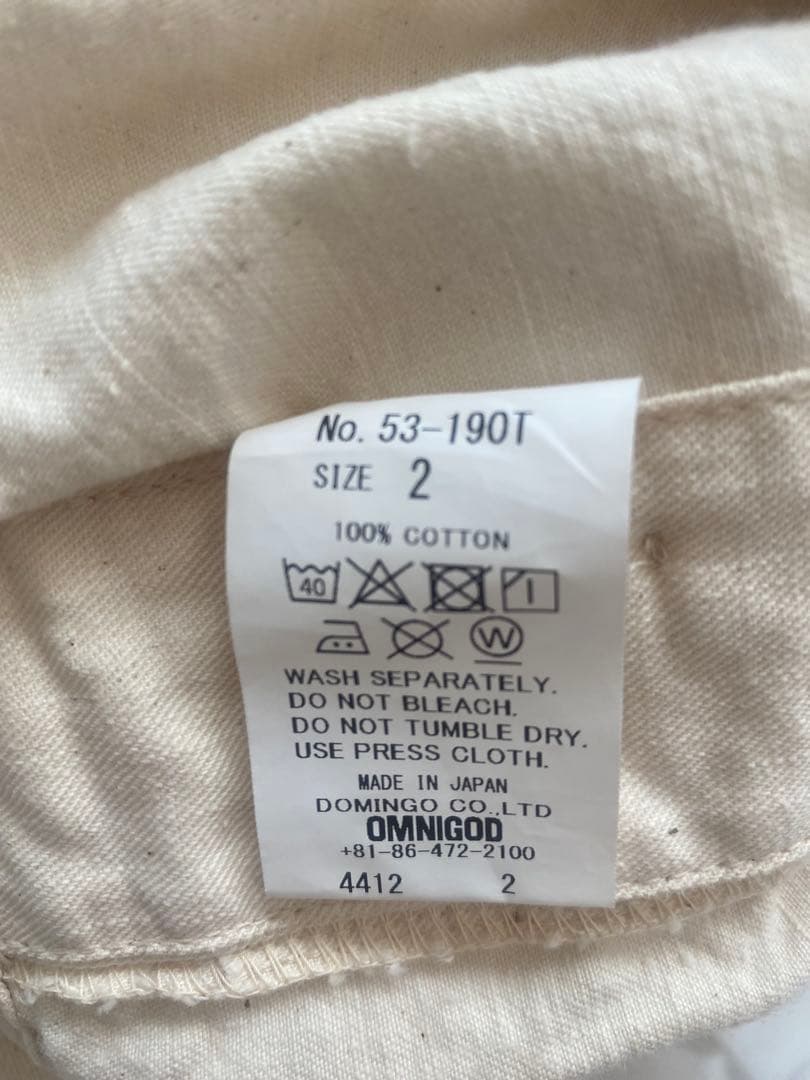 No. 53-190T
SIZE 2
100% COTTON
40
W
WASH SEPARATELY.
DO NOT BLEACH.
DO NOT TUMBLE DRY.
USE PRESS CLOTH.
MADE IN JAPAN
DOMINGO CO.,LTD
OMNIGOD
+81-86-472-2100
4412 2